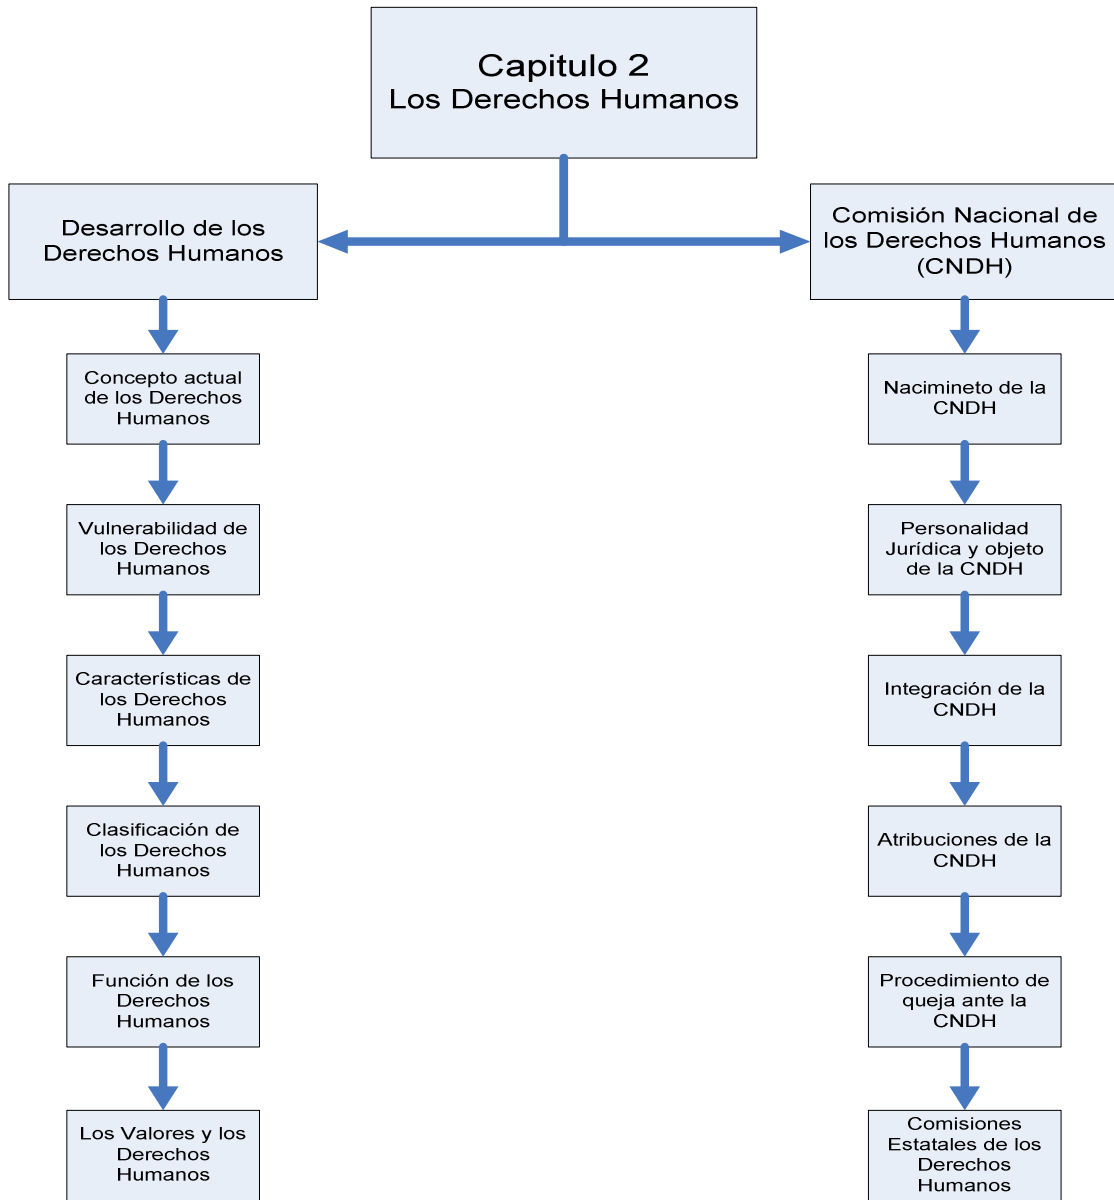 Capitulo 2
Los Derechos Humanos
Desarrollo de los
Derechos Humanos
Concepto actual
de los Derechos
Humanos
Vulnerabilidad de
los Derechos
Humanos
Características de
los Derechos
Humanos
Clasificación de
los Derechos
Humanos
Función de los
Derechos
Humanos
Los Valores y los
Derechos
Humanos
Comisión Nacional de
los Derechos Humanos
(CNDH)
Nacimineto de la
CNDH
Personalidad
Jurídica y objeto
de la CNDH
Integración de la
CNDH
Atribuciones de la
CNDH
Procedimiento de
queja ante la
CNDH
Comisiones
Estatales de los
Derechos
Humanos